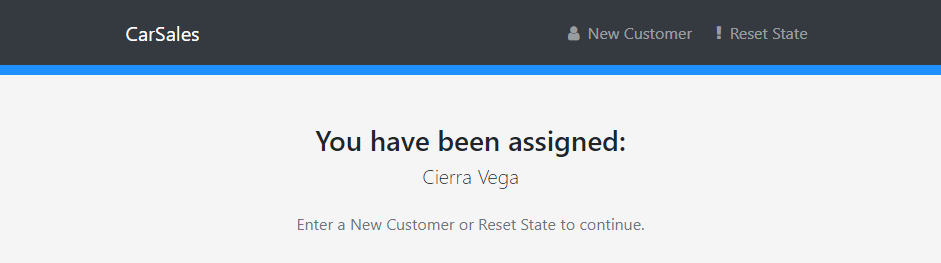 CarSales New Customer Reset State
You have been assigned:
Cierra Vega
Enter a New Customer or Reset State to continue.